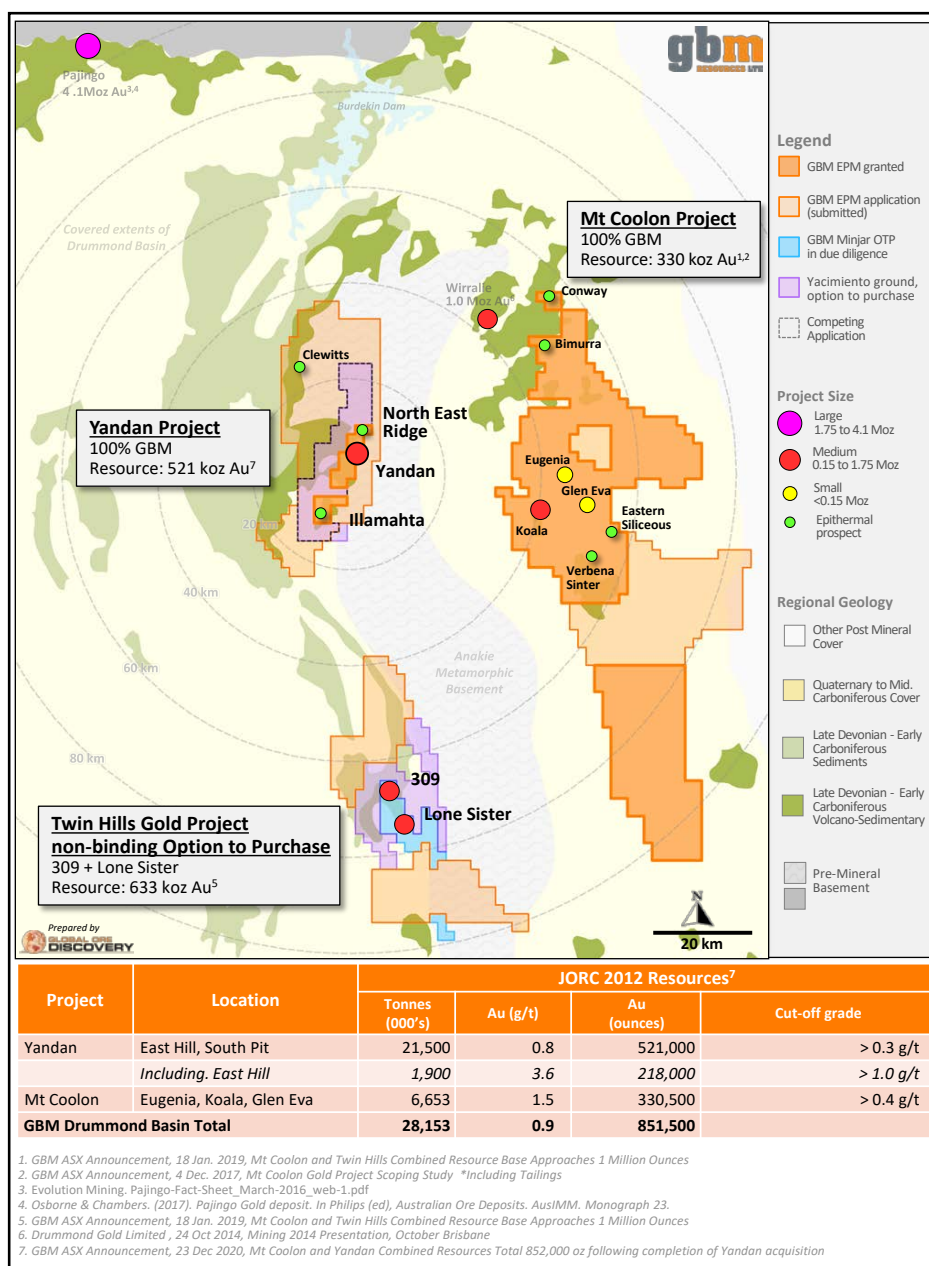 gbm
RESOURCES LTD
Pajingo
4 .1Moz Au3,4
Burdekin Dam
Covered extents of
Drummond Basin
Mt Coolon Project
100% GBM
Resource: 330 koz Au1,2
Wirralie
1.0 Moz Au6
Conway
Bimurra
Clewitts
North East
Ridge
Yandan Project
100% GBM
Resource: 521 koz Au7
Yandan
Eugenia
Glen Eva
Eastern
Siliceous
Koala
Illamahta
20 km
Verbena
Sinter
40 km
Anakie
Metamorphic
Basement
60 km
80 km
309
Lone Sister
Twin Hills Gold Project
non-binding Option to Purchase
309 + Lone Sister
Resource: 633 koz Au5
Prepared by
GLOBAL ORE
DISCOVERY
N
20 km
Legend
GBM EPM granted
GBM EPM application
(submitted)
GBM Minjar OTP
in due diligence
Yacimiento ground,
option to purchase
Competing
Application
Project Size
Large
1.75 to 4.1 Moz
Medium
0.15 to 1.75 Moz
Small
<0.15 Moz
Epithermal
prospect
Regional Geology
Other Post Mineral
Cover
Quaternary to Mid.
Carboniferous Cover
Late Devonian - Early
Carboniferous
Sediments
Late Devonian - Early
Carboniferous
Volcano-Sedimentary
Pre-Mineral
Basement
Project Location JORC 2012 Resources7
Tonnes (000's) Au (g/t) Au (ounces) Cut-off grade
Yandan East Hill, South Pit 21,500 0.8 521,000 > 0.3 g/t
Including. East Hill 1,900 3.6 218,000 > 1.0 g/t
Mt Coolon Eugenia, Koala, Glen Eva 6,653 1.5 330,500 > 0.4 g/t
GBM Drummond Basin Total 28,153 0.9 851,500
1. GBM ASX Announcement, 18 Jan. 2019, Mt Coolon and Twin Hills Combined Resource Base Approaches 1 Million Ounces
2. GBM ASX Announcement, 4 Dec. 2017, Mt Coolon Gold Project Scoping Study *Including Tailings
3. Evolution Mining. Pajingo-Fact-Sheet_March-2016_web-1.pdf
4. Osborne & Chambers. (2017). Pajingo Gold deposit. In Philips (ed), Australian Ore Deposits. AusIMM. Monograph 23.
5. GBM ASX Announcement, 18 Jan. 2019, Mt Coolon and Twin Hills Combined Resource Base Approaches 1 Million Ounces
6. Drummond Gold Limited , 24 Oct 2014, Mining 2014 Presentation, October Brisbane
7. GBM ASX Announcement, 23 Dec 2020, Mt Coolon and Yandan Combined Resources Total 852,000 oz following completion of Yandan acquisition